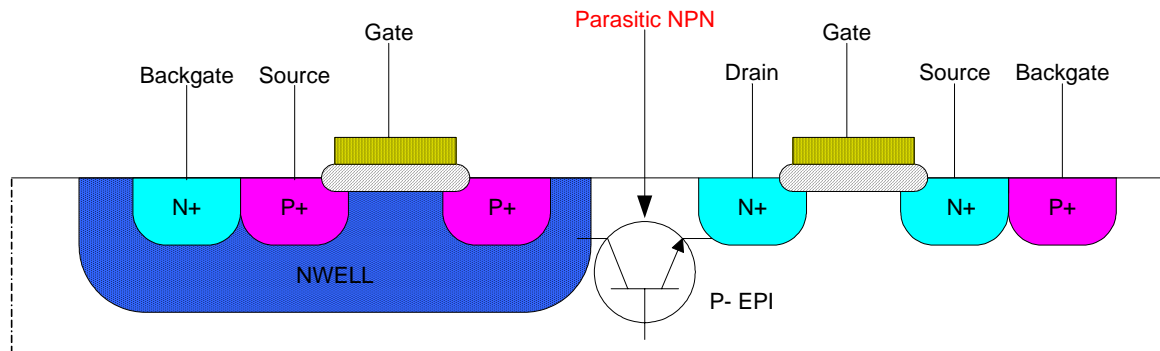 Parasitic NPN
Gate
Gate
Backgate
Source
Drain
Source
Backgate
N+
P+
P+
N+
N+
P+
NWELL
P- EPI